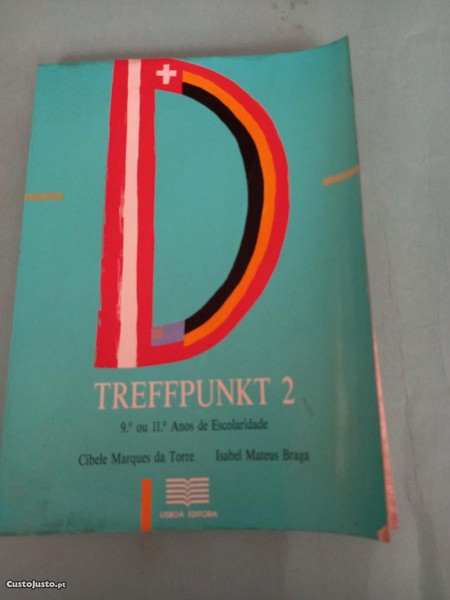 D
TREFFPUNKT 2
9.º ou 11.º Anos de Escolaridade
Cibele Marques da Torre Isabel Mateus Braga
LISBOA EDITORA
CustoJusto.pt